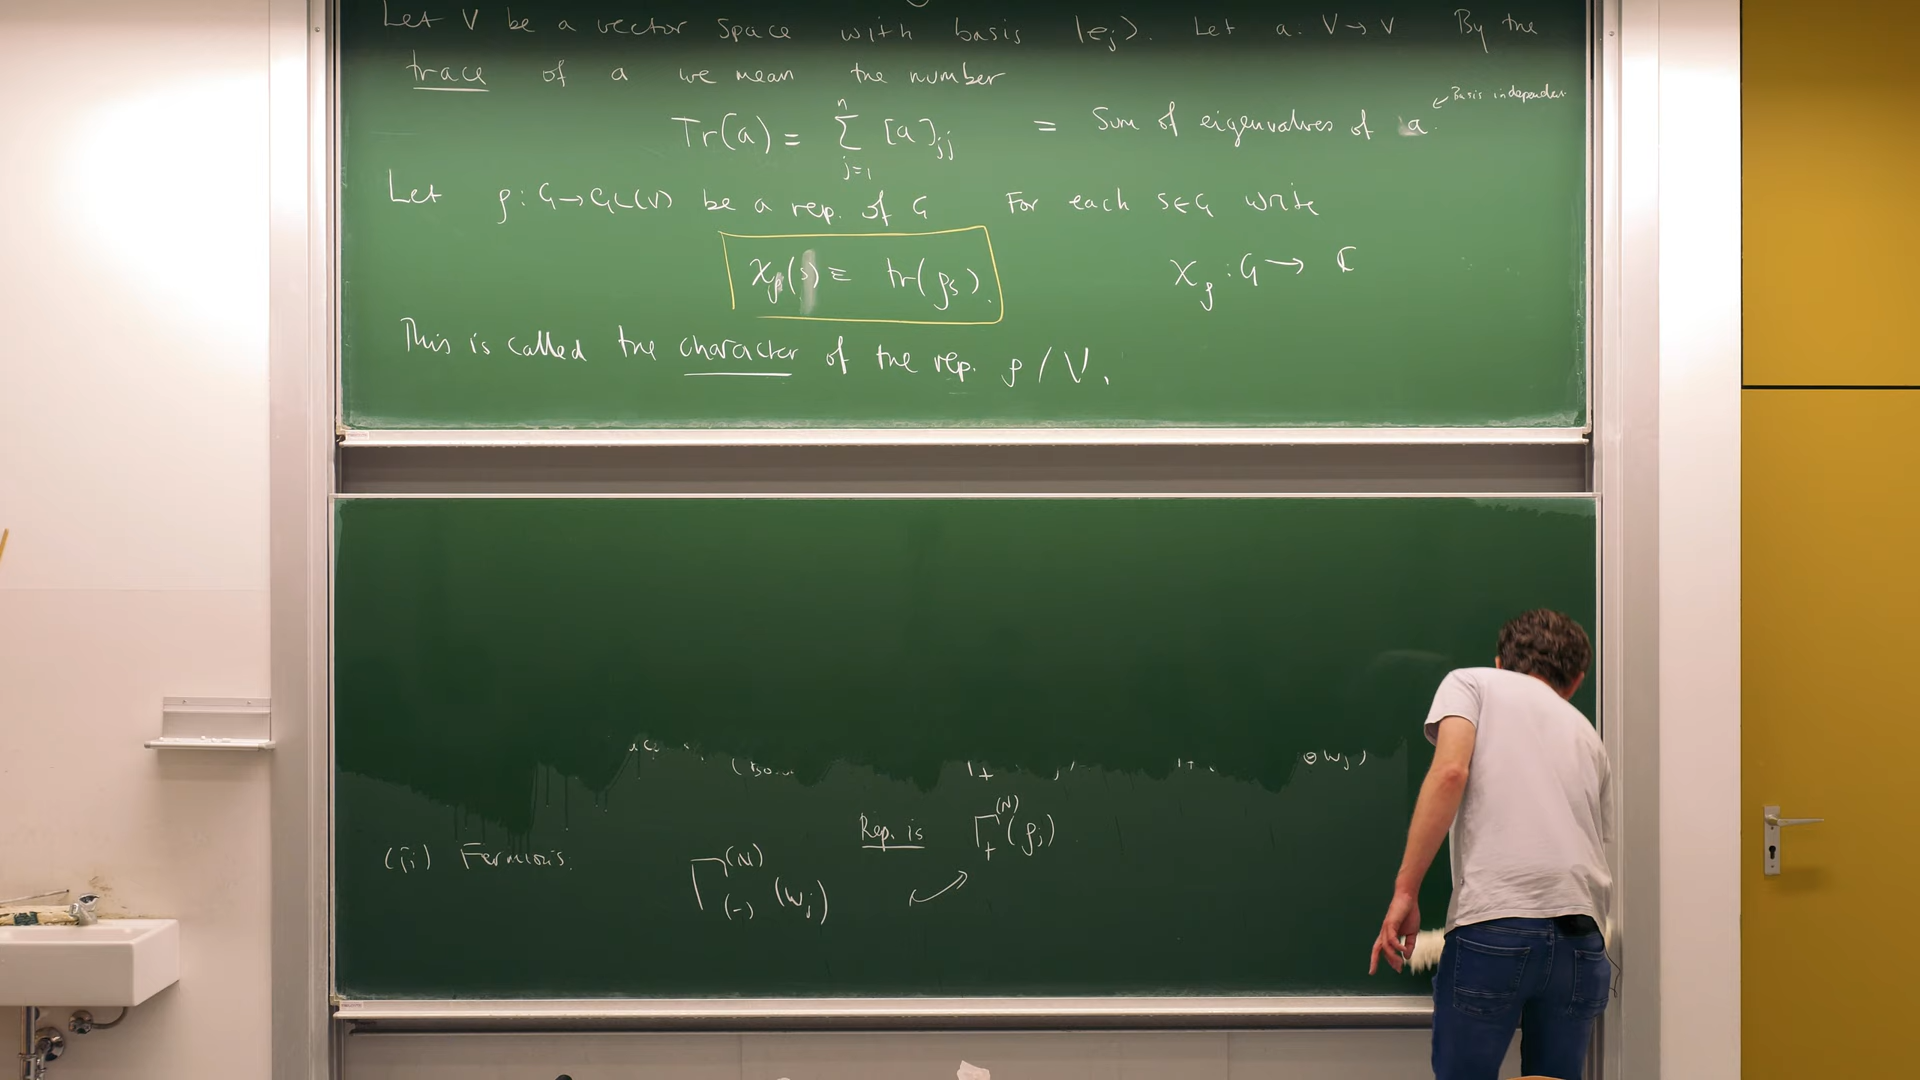 Let V be a vector space with basis |e_j⟩. Let a: V → V By the
trace of a we mean the number
Tr(a) = \sum_{j=1}^{n} [a]_{jj} = Sum of eigenvalues of a.
↙ Basis independent
Let ρ: G → GL(V) be a rep. of G For each s∈G write
χ_ρ(s) ≡ tr(ρ_s). χ_ρ : G → ℂ
This is called the character of the rep. ρ / V.
⊗ W_j)
Rep. is Γ_+^{(N)}(ρ_j)
(ii) Fermions: Γ_{(-)}^{(N)} (W_j)